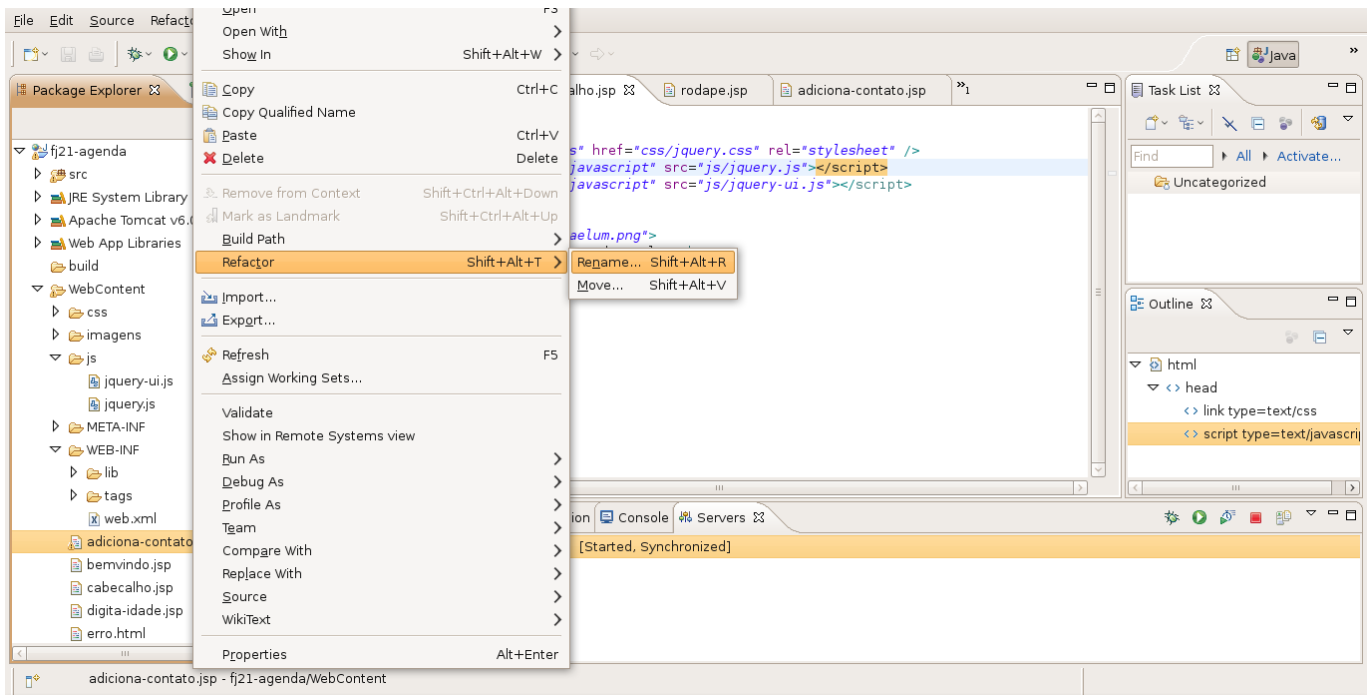 File Edit Source Refact
Java »
Package Explorer
fj21-agenda
src
JRE System Library
Apache Tomcat v6.
Web App Libraries
build
WebContent
css
imagens
js
jquery-ui.js
jquery.js
META-INF
WEB-INF
lib
tags
web.xml
adiciona-contato
bemvindo.jsp
cabecalho.jsp
digita-idade.jsp
erro.html
Open F3
Open With
Show In Shift+Alt+W
Copy Ctrl+C
Copy Qualified Name
Paste Ctrl+V
Delete Delete
Remove from Context Shift+Ctrl+Alt+Down
Mark as Landmark Shift+Ctrl+Alt+Up
Build Path
Refactor Shift+Alt+T
Import...
Export...
Refresh F5
Assign Working Sets...
Validate
Show in Remote Systems view
Run As
Debug As
Profile As
Team
Compare With
Replace With
Source
WikiText
Properties Alt+Enter
Rename... Shift+Alt+R
Move... Shift+Alt+V
alho.jsp rodape.jsp adiciona-contato.jsp »1
s" href="css/jquery.css" rel="stylesheet" />
javascript" src="js/jquery.js"></script>
javascript" src="js/jquery-ui.js"></script>
aelum.png">
ion Console Servers
[Started, Synchronized]
Task List
Find All Activate...
Uncategorized
Outline
html
head
link type=text/css
script type=text/javascrip
adiciona-contato.jsp - fj21-agenda/WebContent